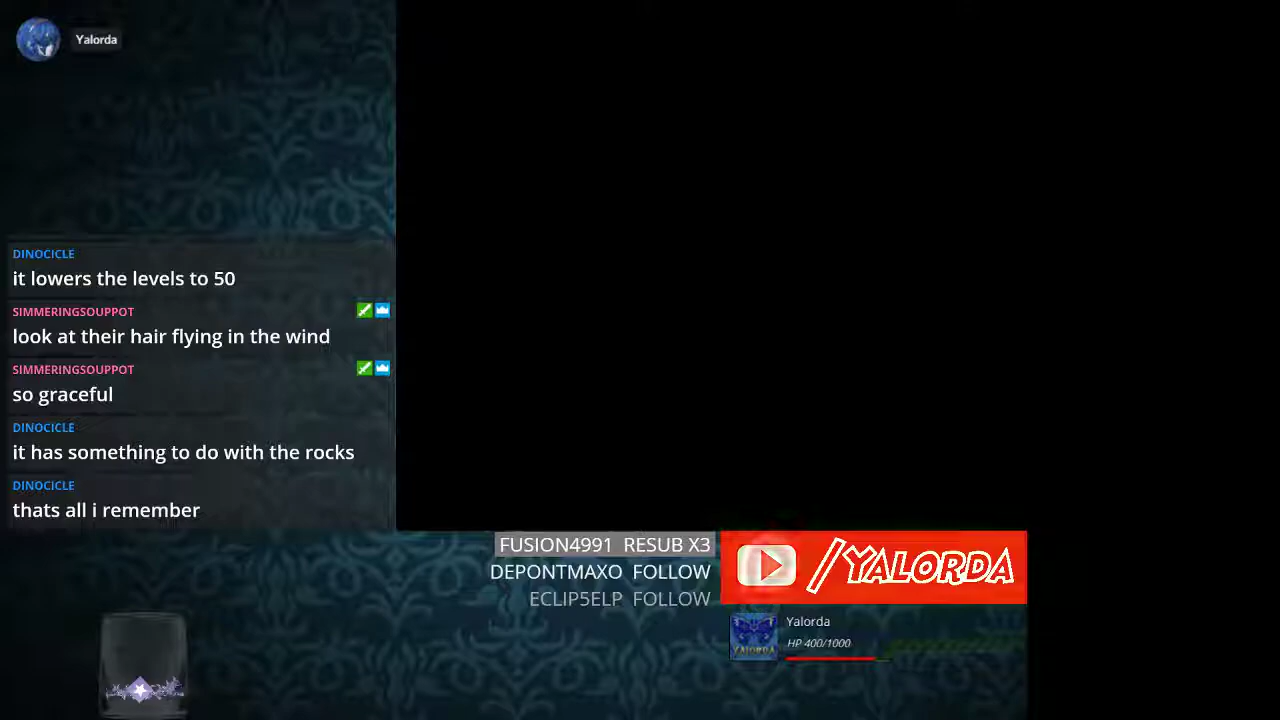 Yalorda
DINOCICLE
it lowers the levels to 50
SIMMERINGSOUPPOT
look at their hair flying in the wind
SIMMERINGSOUPPOT
so graceful
DINOCICLE
it has something to do with the rocks
DINOCICLE
thats all i remember
FUSION4991 RESUB X3
DEPONTMAXO FOLLOW
ECLIP5ELP FOLLOW
/YALORDA
Yalorda
HP 400/1000
YALORDA